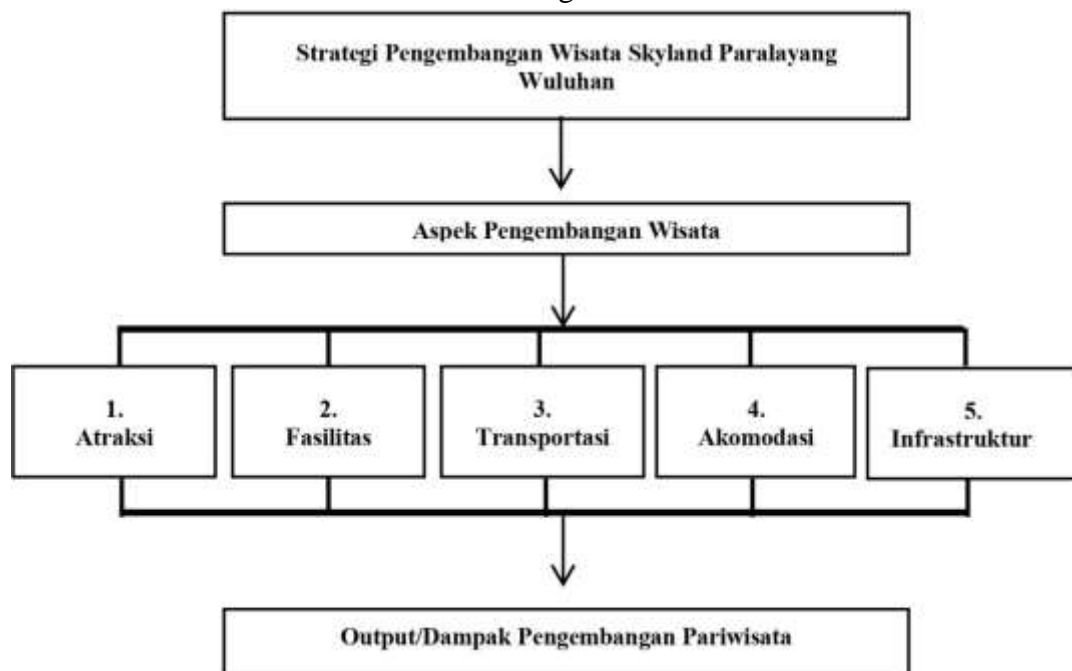 Strategi Pengembangan Wisata Skyland Paralayang
Wuluhan
Aspek Pengembangan Wisata
1.
Atraksi
2.
Fasilitas
3.
Transportasi
4.
Akomodasi
5.
Infrastruktur
Output/Dampak Pengembangan Pariwisata